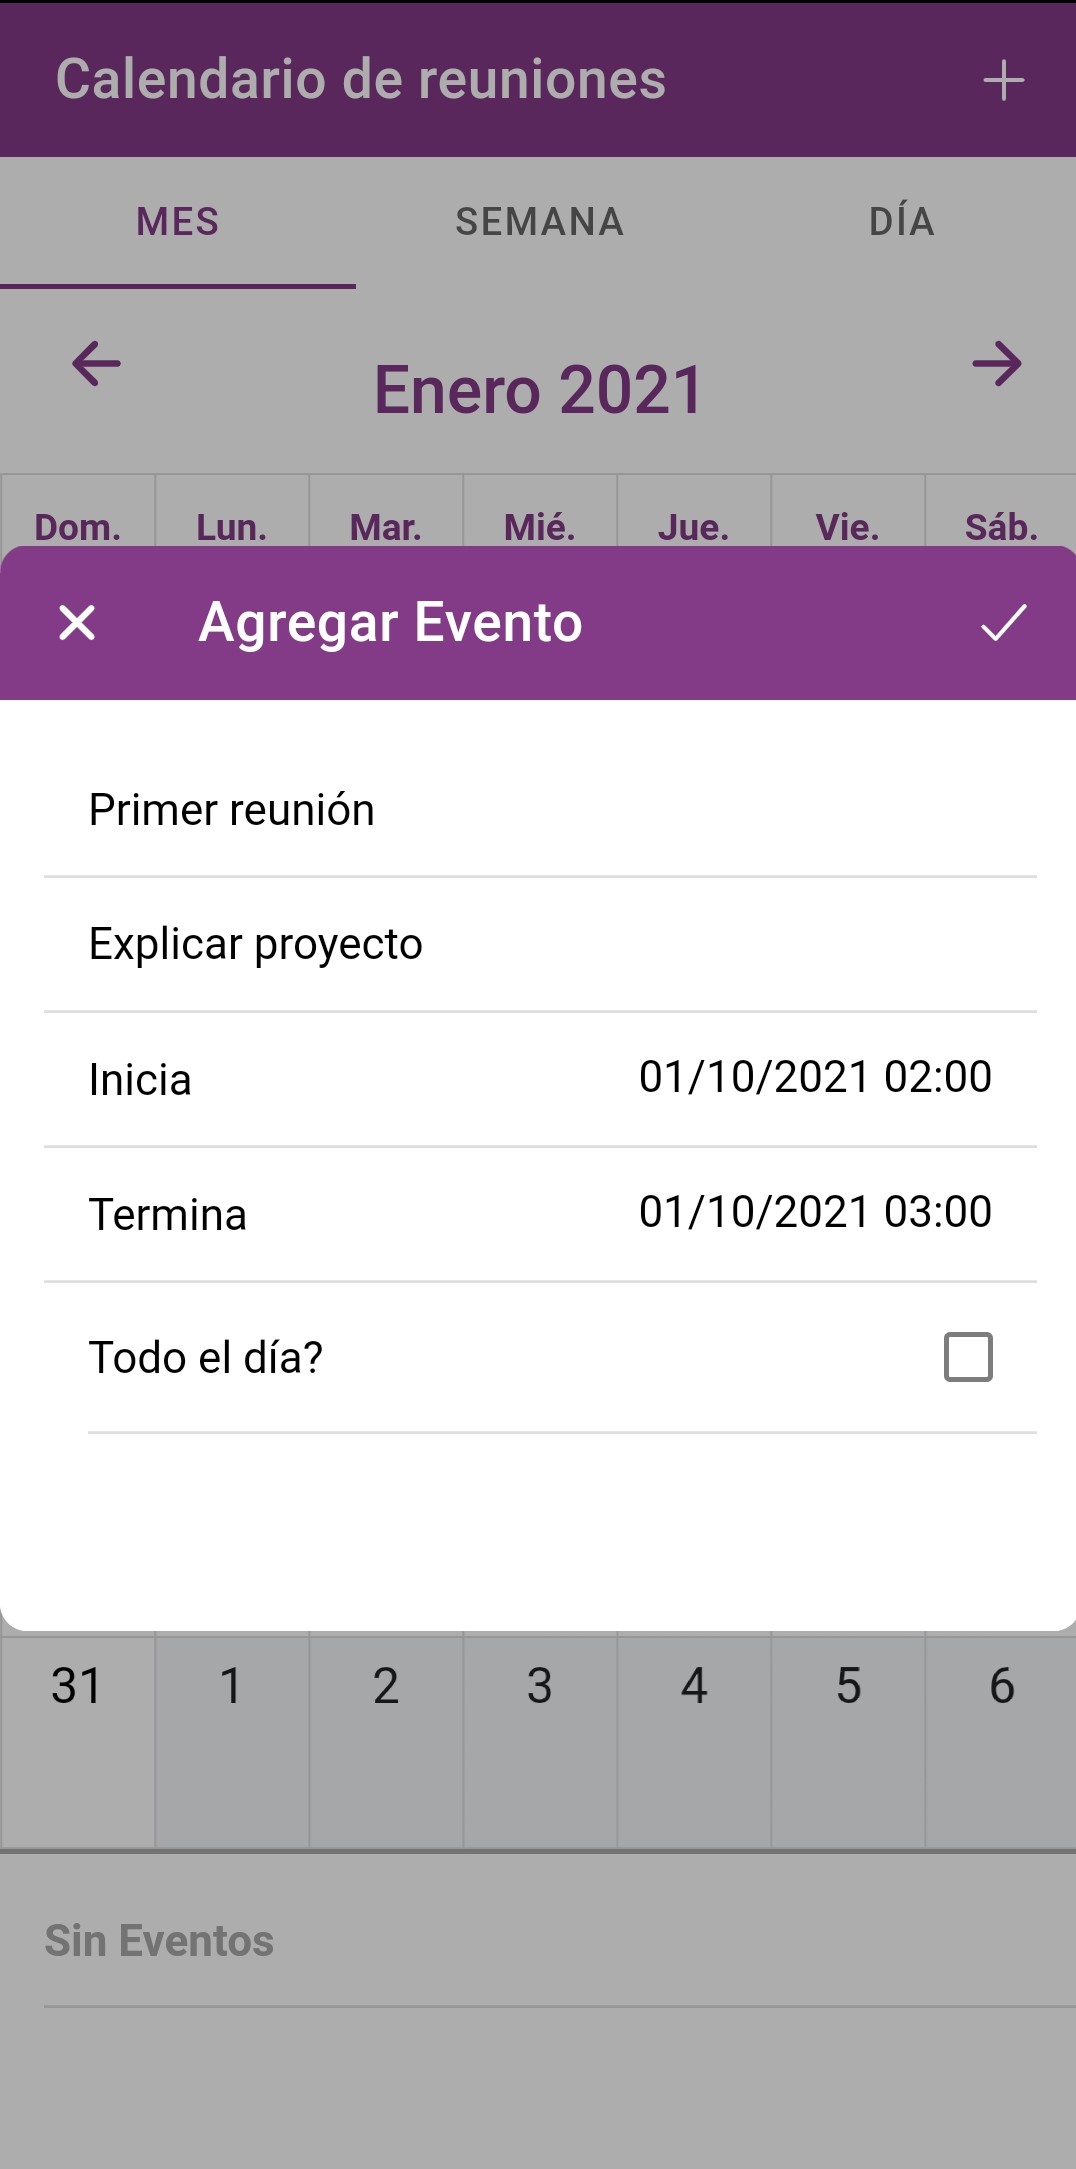 Calendario de reuniones
MES SEMANA DÍA
Enero 2021
Dom. Lun. Mar. Mié. Jue. Vie. Sáb.
Agregar Evento
Primer reunión
Explicar proyecto
Inicia 01/10/2021 02:00
Termina 01/10/2021 03:00
Todo el día?
31 1 2 3 4 5 6
Sin Eventos